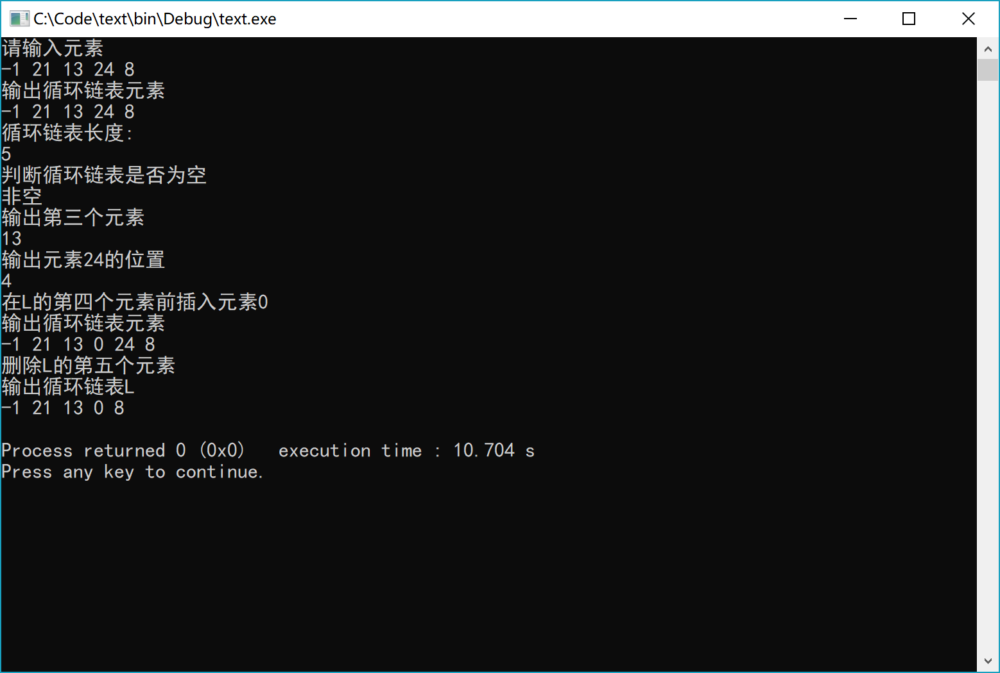 C:\Code\text\bin\Debug\text.exe
请输入元素
-1 21 13 24 8
输出循环链表元素
-1 21 13 24 8
循环链表长度:
5
判断循环链表是否为空
非空
输出第三个元素
13
输出元素24的位置
4
在L的第四个元素前插入元素0
输出循环链表元素
-1 21 13 0 24 8
删除L的第五个元素
输出循环链表L
-1 21 13 0 8
Process returned 0 (0x0)   execution time : 10.704 s
Press any key to continue.